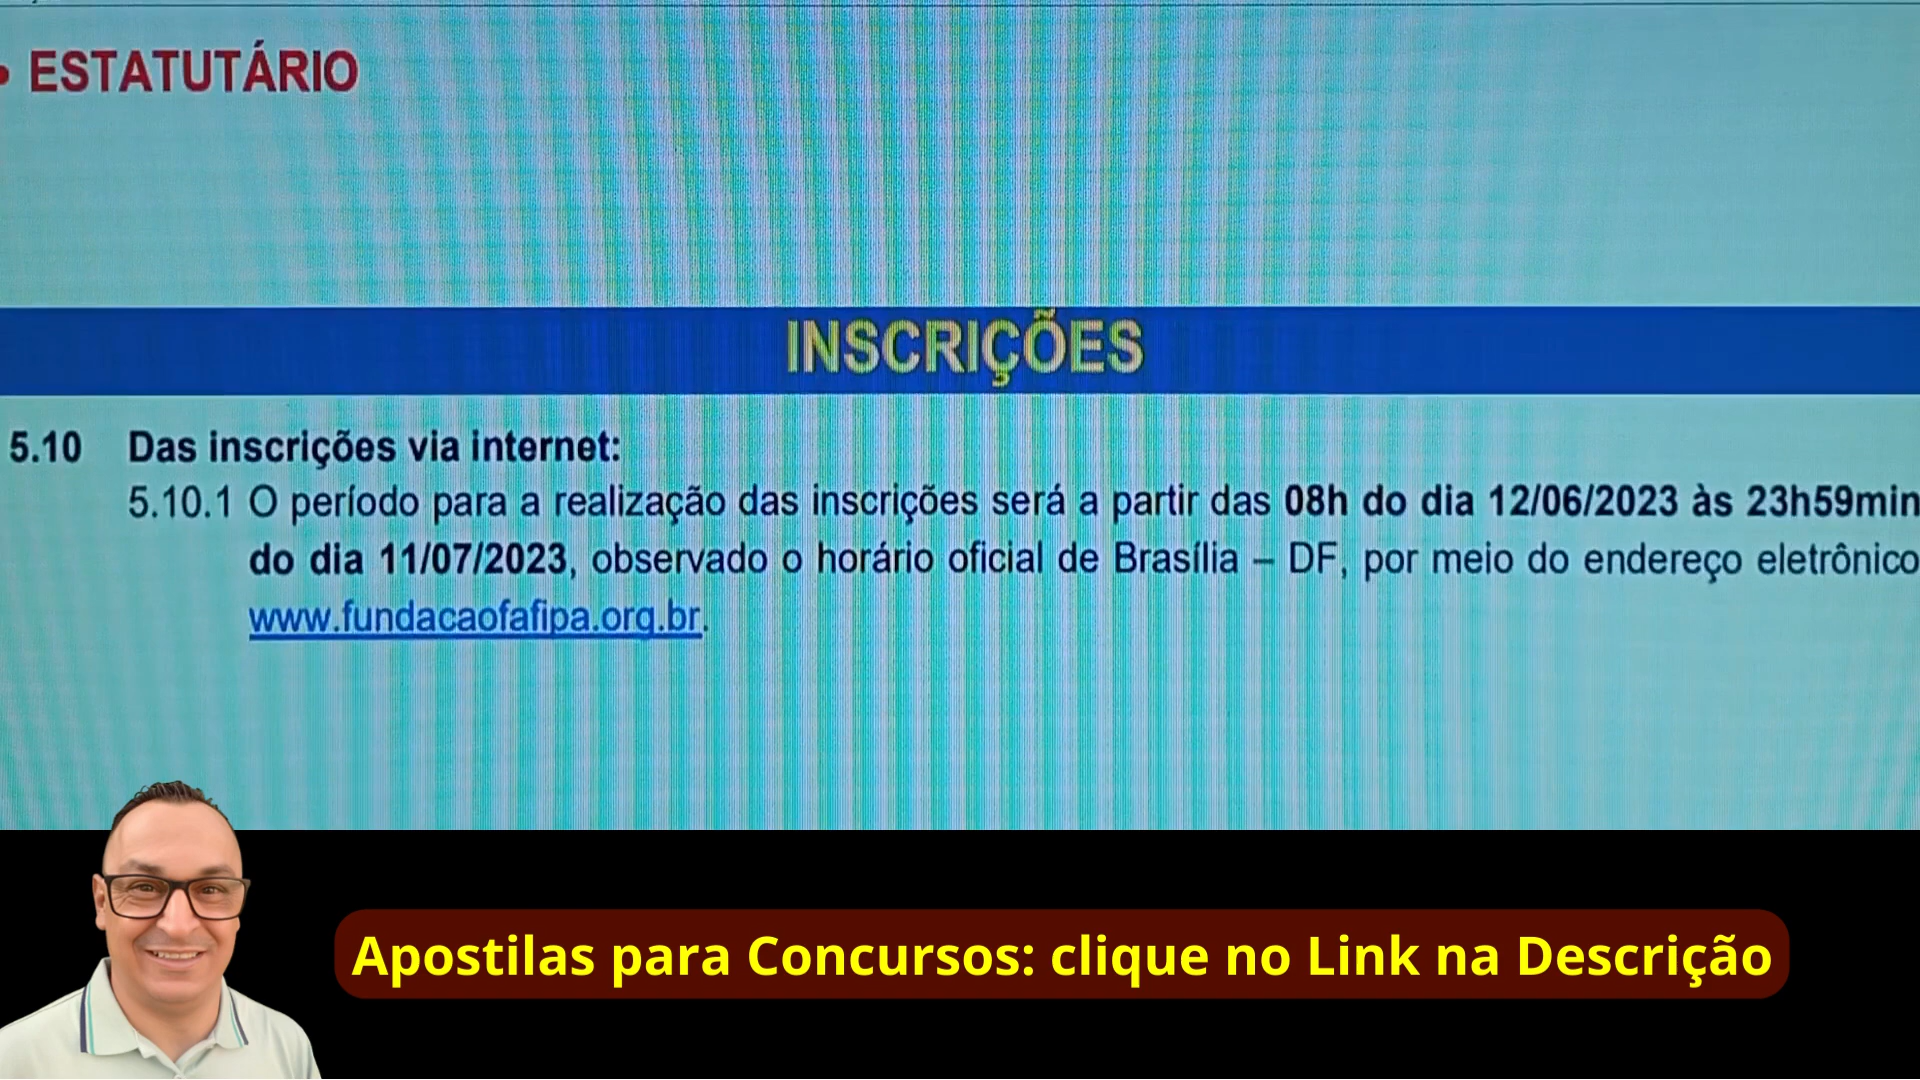 • ESTATUTÁRIO
INSCRIÇÕES
5.10 Das inscrições via internet:
5.10.1 O período para a realização das inscrições será a partir das 08h do dia 12/06/2023 às 23h59min
do dia 11/07/2023, observado o horário oficial de Brasília – DF, por meio do endereço eletrônico
www.fundacaofafipa.org.br.
Apostilas para Concursos: clique no Link na Descrição